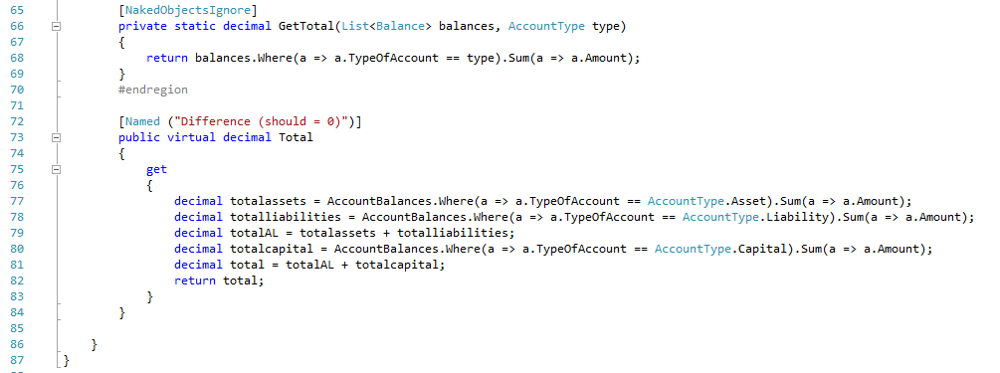 65 [NakedObjectsIgnore]
66 private static decimal GetTotal(List<Balance> balances, AccountType type)
67 {
68 return balances.Where(a => a.TypeOfAccount == type).Sum(a => a.Amount);
69 }
70 #endregion
71
72 [Named ("Difference (should = 0)")]
73 public virtual decimal Total
74 {
75 get
76 {
77 decimal totalassets = AccountBalances.Where(a => a.TypeOfAccount == AccountType.Asset).Sum(a => a.Amount);
78 decimal totalliabilities = AccountBalances.Where(a => a.TypeOfAccount == AccountType.Liability).Sum(a => a.Amount);
79 decimal totalAL = totalassets + totalliabilities;
80 decimal totalcapital = AccountBalances.Where(a => a.TypeOfAccount == AccountType.Capital).Sum(a => a.Amount);
81 decimal total = totalAL + totalcapital;
82 return total;
83 }
84 }
85
86 }
87 }